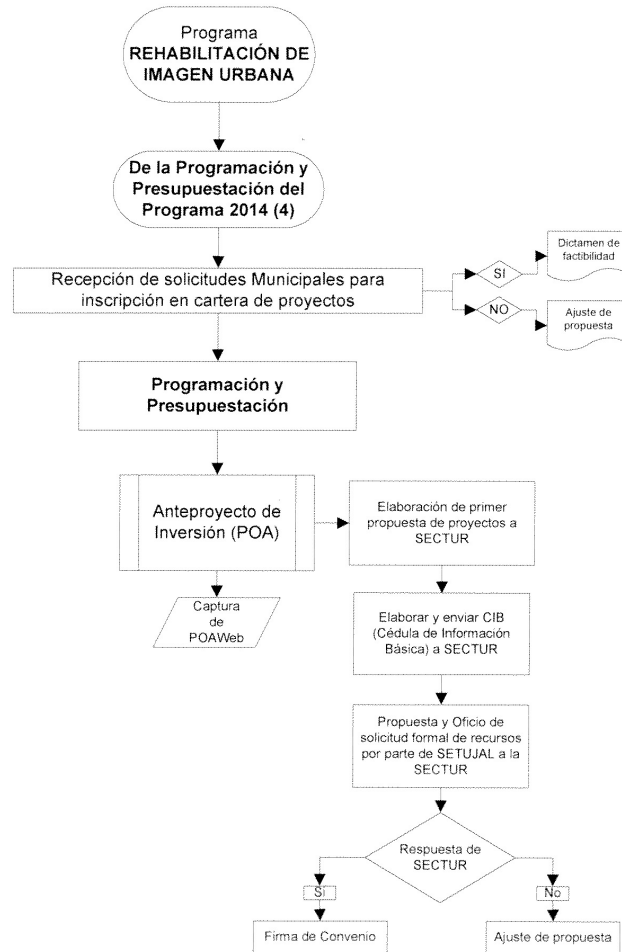 Programa
REHABILITACIÓN DE
IMAGEN URBANA
De la Programación y
Presupuestación del
Programa 2014 (4)
Recepción de solicitudes Municipales para
inscripción en cartera de proyectos
SI
Dictamen de
factibilidad
NO
Ajuste de
propuesta
Programación y
Presupuestación
Anteproyecto de
Inversión (POA)
Captura
de
POAWeb
Elaboración de primer
propuesta de proyectos a
SECTUR
Elaborar y enviar CIB
(Cédula de Información
Básica) a SECTUR
Propuesta y Oficio de
solicitud formal de recursos
por parte de SETUJAL a la
SECTUR
Respuesta de
SECTUR
Sí
No
Firma de Convenio
Ajuste de propuesta